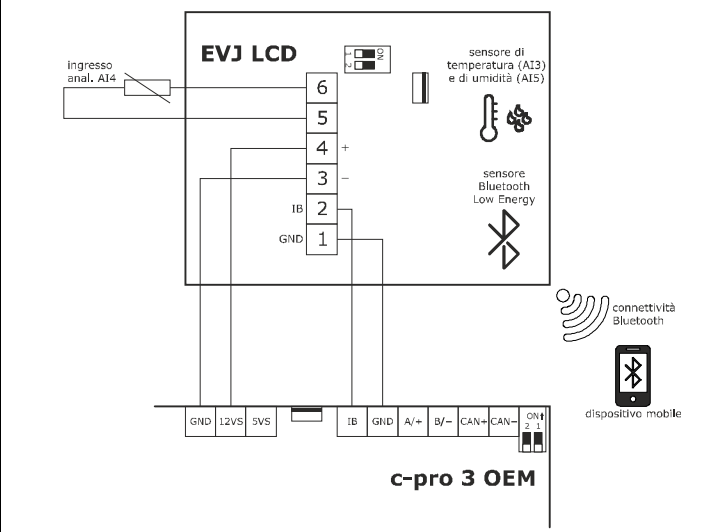 EVJ LCD
1 2
ON
ingresso
anal. AI4
sensore di
temperatura (AI3)
e di umidità (AI5)
6
5
4 +
3 –
IB 2
GND 1
sensore
Bluetooth
Low Energy
connettività
Bluetooth
dispositivo mobile
GND 12VS 5VS IB GND A/+ B/– CAN+ CAN–
ON
2 1
c-pro 3 OEM